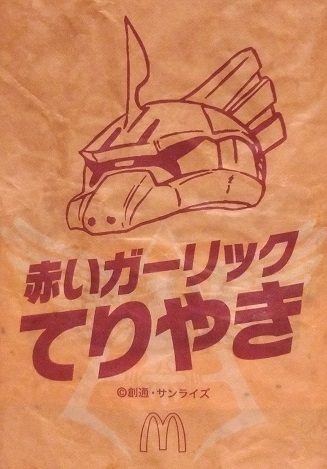 赤いガーリック
てりやき
©創通・サンライズ